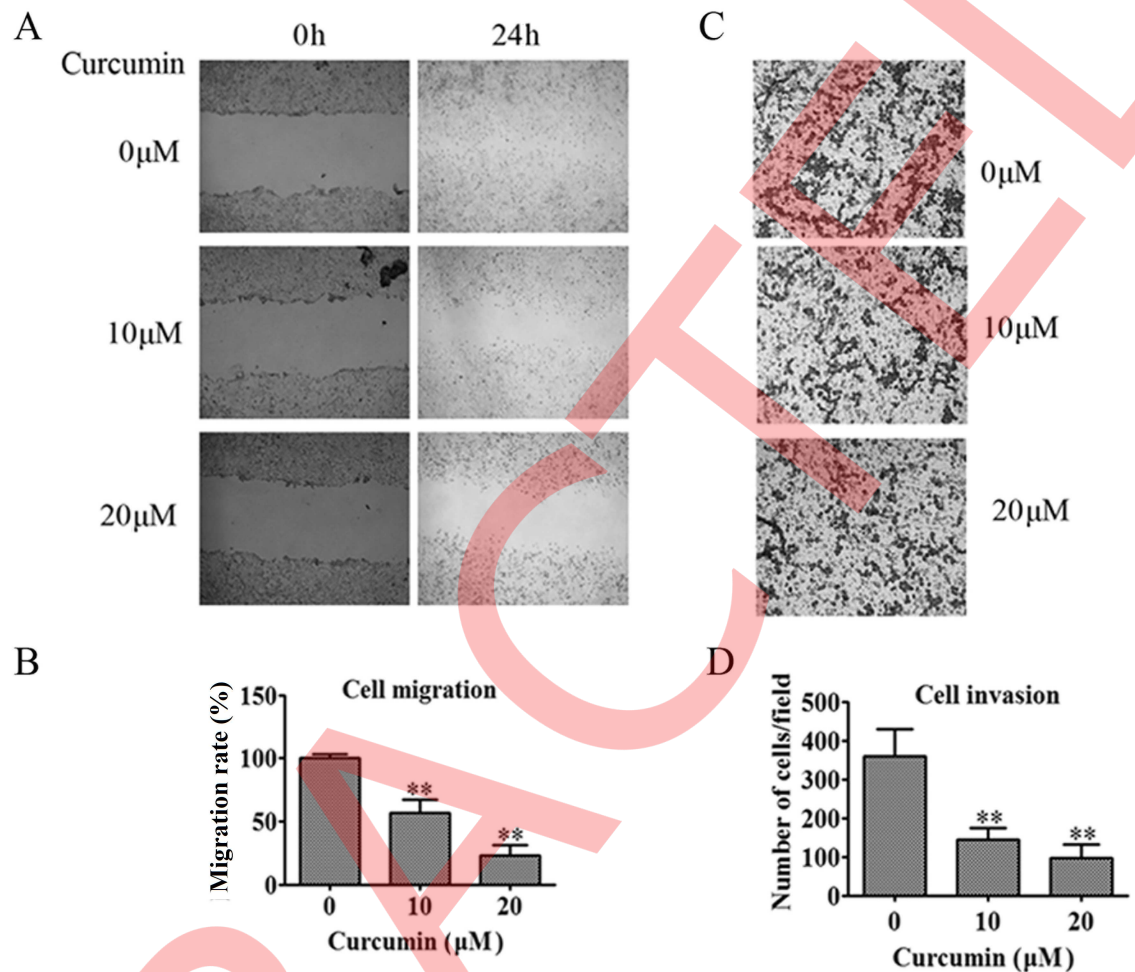 A
0h
24h
Curcumin
0μM
10μM
20μM
C
0μM
10μM
20μM
B
Cell migration
Migration rate (%)
150
100
50
0
**
**
0 10 20
Curcumin (μM)
D
Cell invasion
Number of cells/field
500
400
300
200
100
0
**
**
0 10 20
Curcumin (μM)